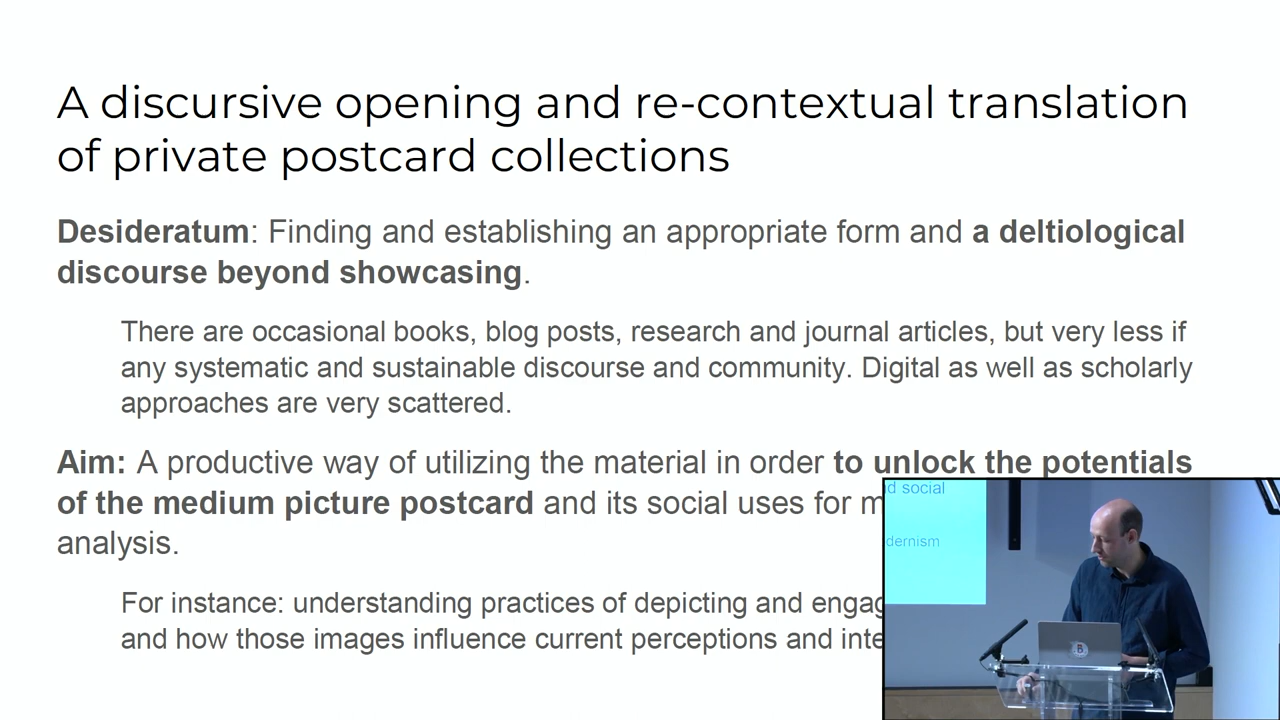 A discursive opening and re-contextual translation
of private postcard collections
Desideratum: Finding and establishing an appropriate form and a deltiological
discourse beyond showcasing.
There are occasional books, blog posts, research and journal articles, but very less if
any systematic and sustainable discourse and community. Digital as well as scholarly
approaches are very scattered.
Aim: A productive way of utilizing the material in order to unlock the potentials
of the medium picture postcard and its social uses for m
analysis.
For instance: understanding practices of depicting and engag
and how those images influence current perceptions and inte
d social
dernism
B